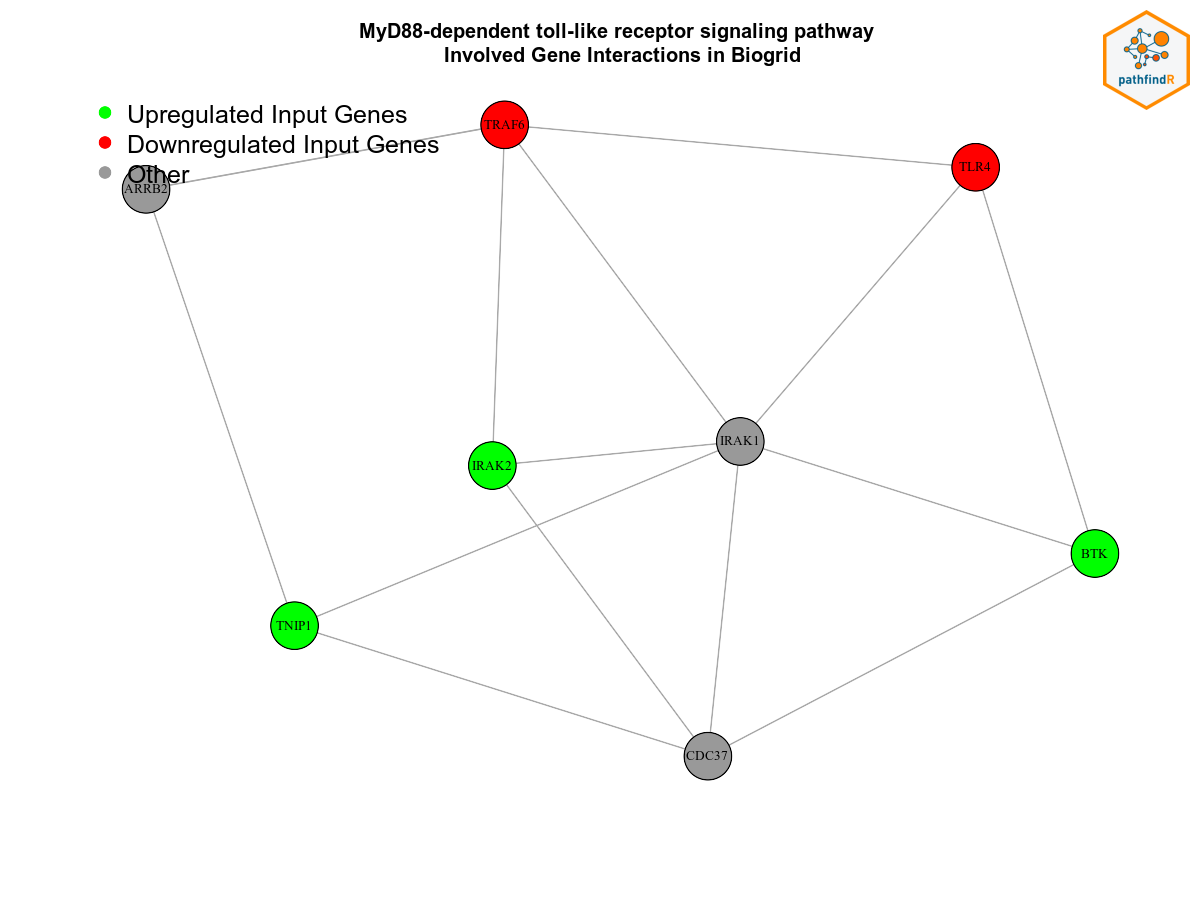 MyD88-dependent toll-like receptor signaling pathway
Involved Gene Interactions in Biogrid
pathfindR
Upregulated Input Genes
Downregulated Input Genes
Other
TRAF6
TLR4
ARRB2
IRAK1
IRAK2
BTK
TNIP1
CDC37